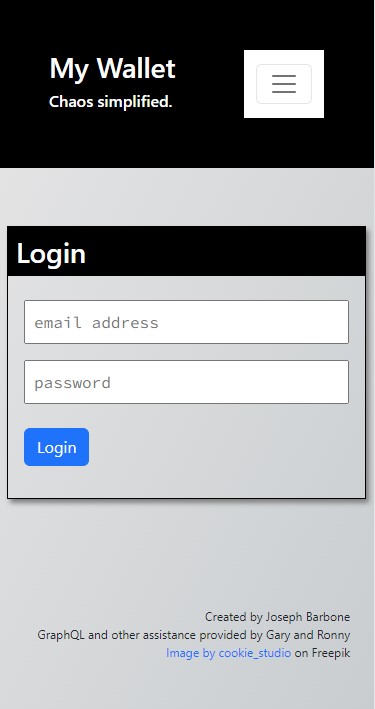 My Wallet
Chaos simplified.
Login
email address
password
Login
Created by Joseph Barbone
GraphQL and other assistance provided by Gary and Ronny
Image by cookie_studio on Freepik